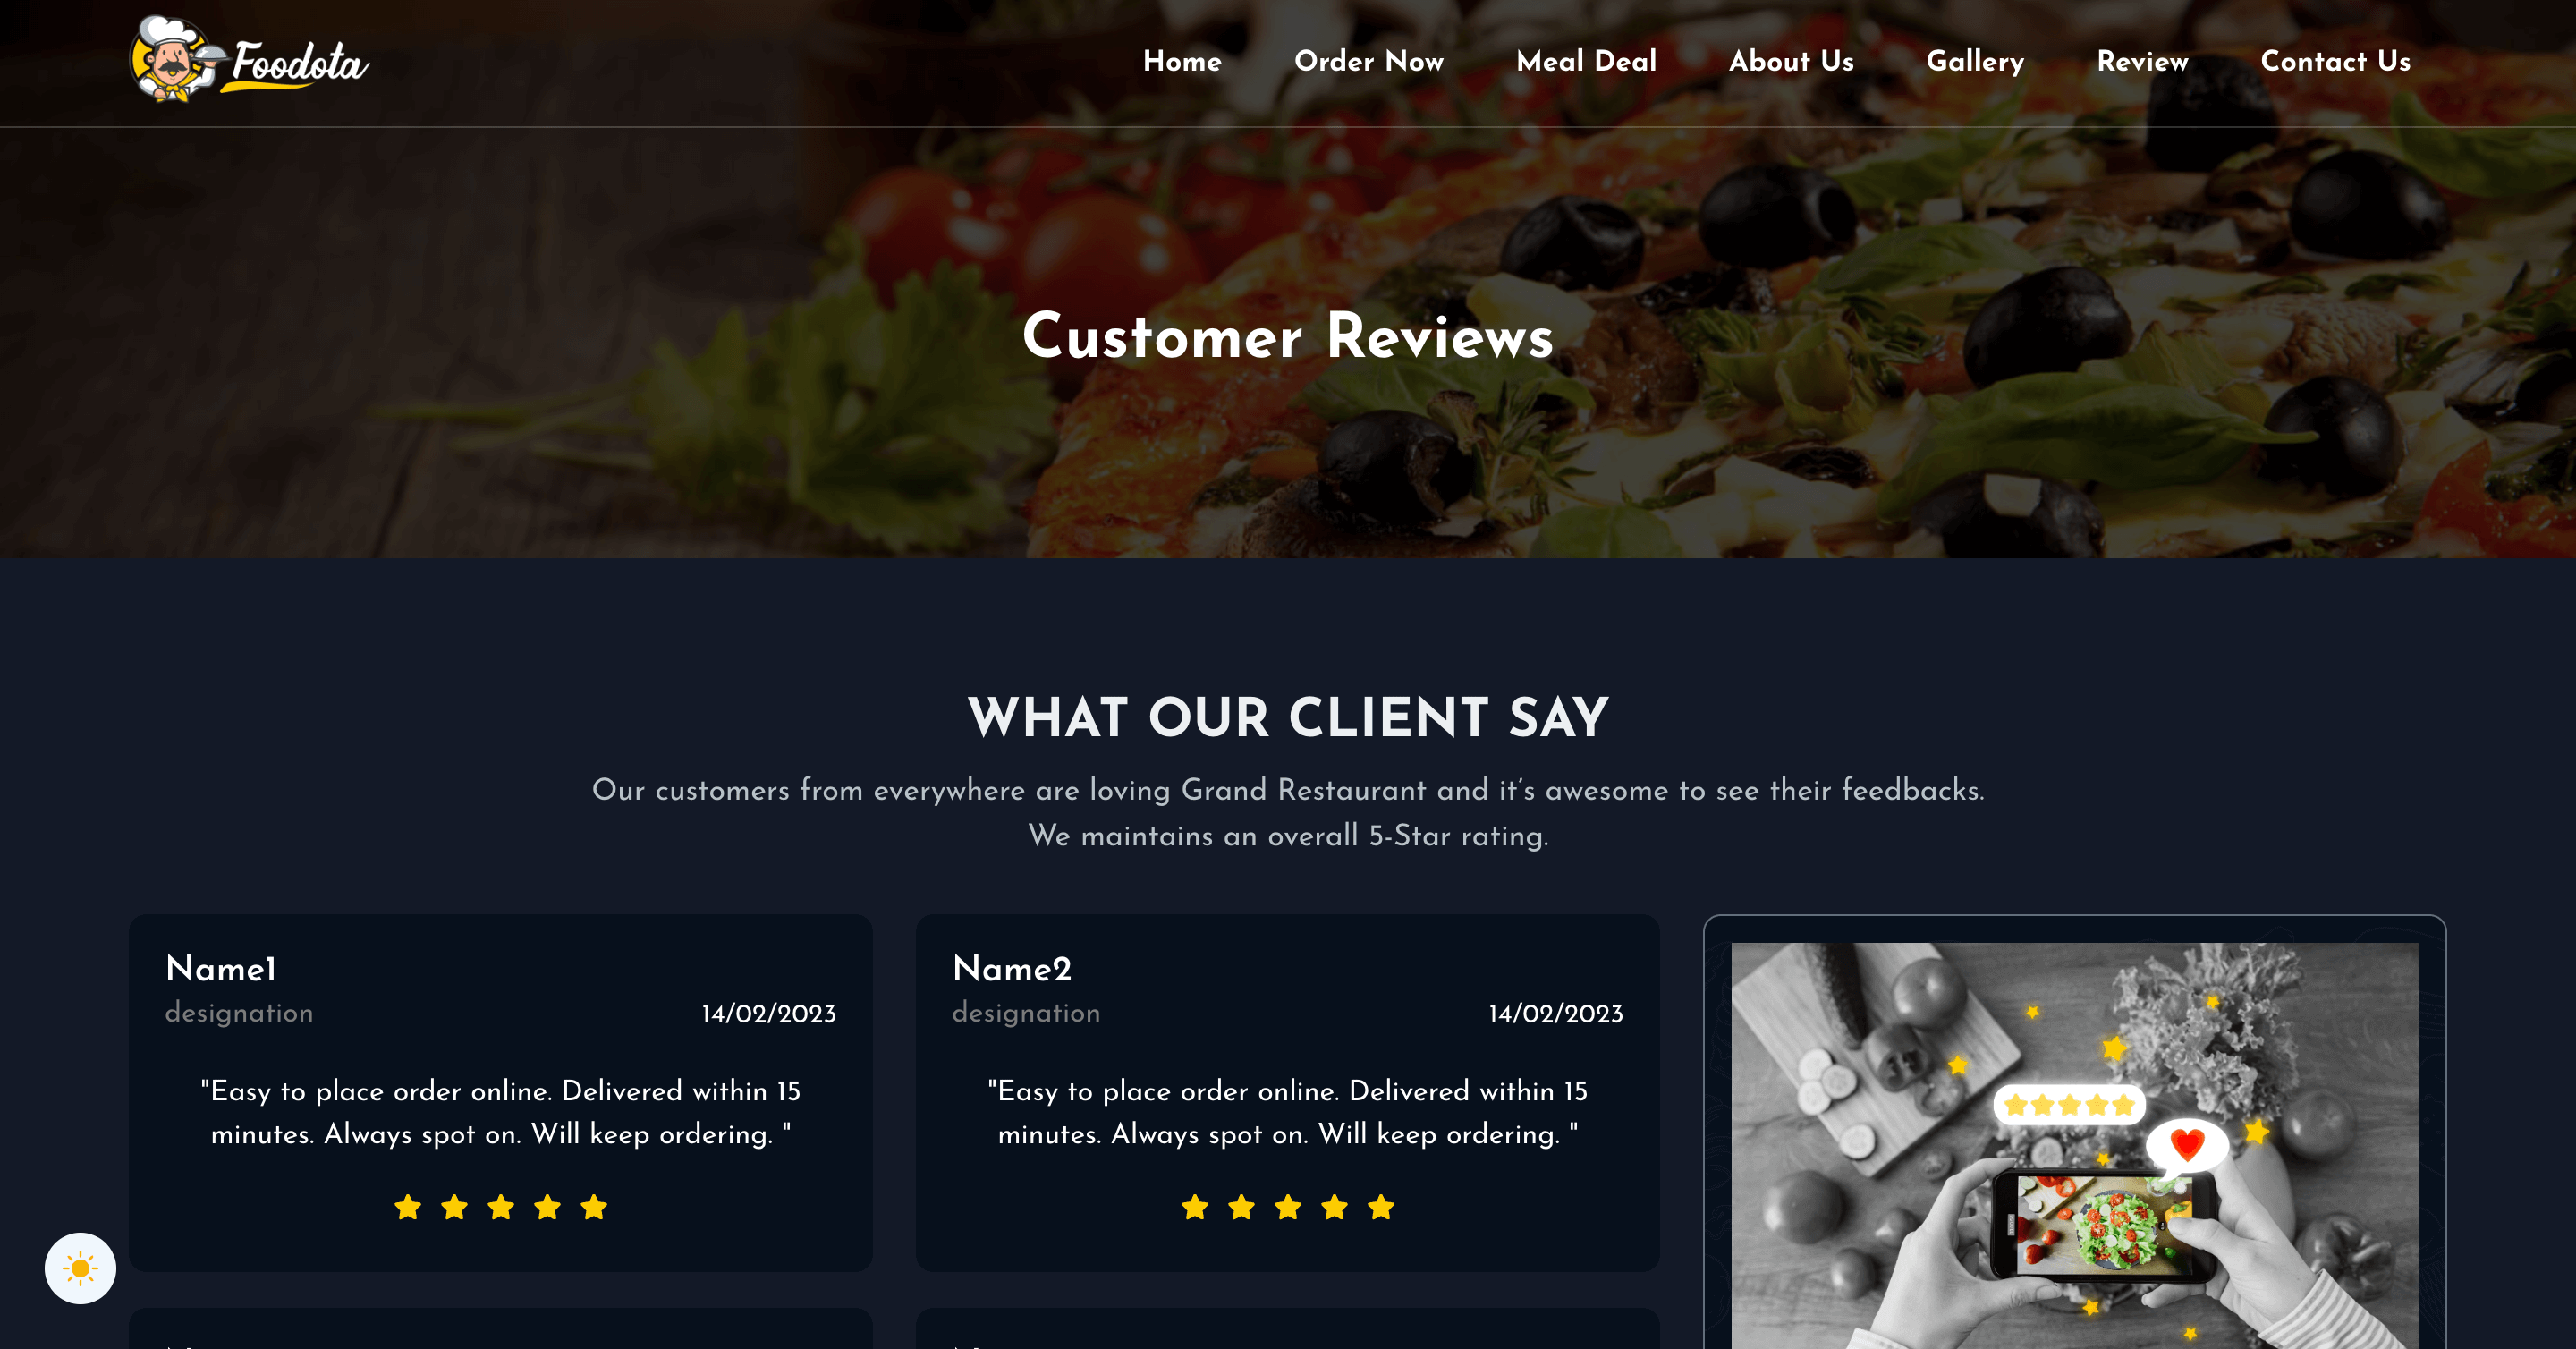 Foodota
Home Order Now Meal Deal About Us Gallery Review Contact Us
Customer Reviews
WHAT OUR CLIENT SAY
Our customers from everywhere are loving Grand Restaurant and it’s awesome to see their feedbacks.
We maintains an overall 5-Star rating.
Name1
designation 14/02/2023
"Easy to place order online. Delivered within 15
minutes. Always spot on. Will keep ordering. "
Name2
designation 14/02/2023
"Easy to place order online. Delivered within 15
minutes. Always spot on. Will keep ordering. "